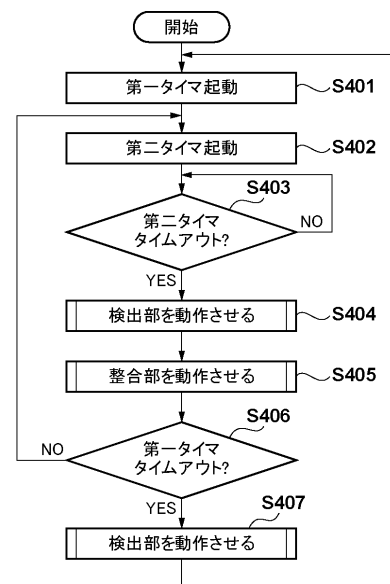 開始
第一タイマ起動
S401
第二タイマ起動
S402
S403
第二タイマ
タイムアウト?
NO
YES
検出部を動作させる
S404
整合部を動作させる
S405
S406
NO
第一タイマ
タイムアウト?
YES
S407
検出部を動作させる